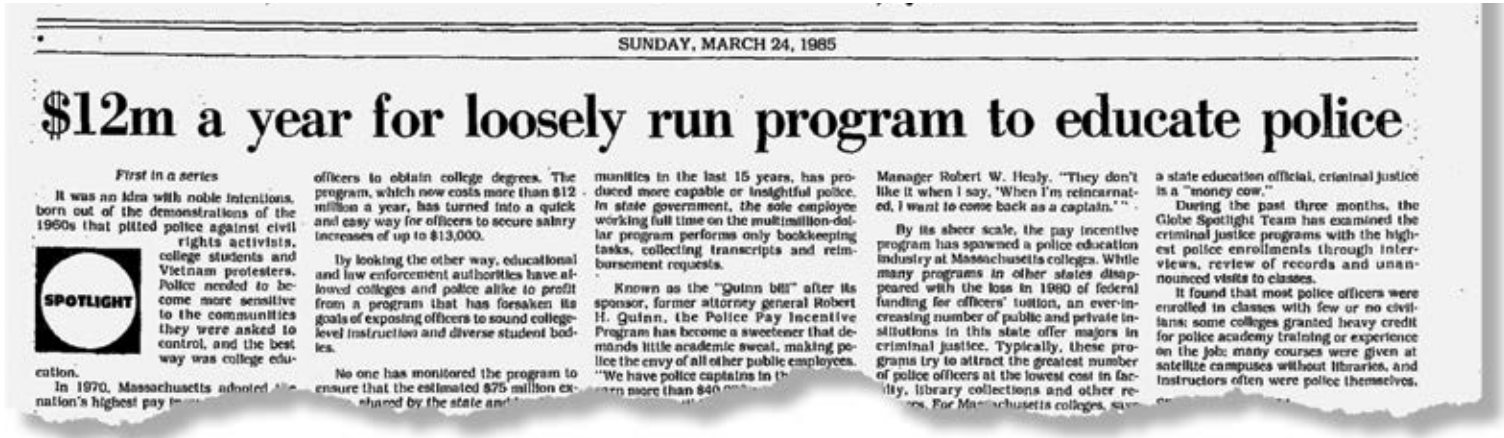 SUNDAY, MARCH 24, 1985
$12m a year for loosely run program to educate police
First in a series
It was an idea with noble intentions,
born out of the demonstrations of the
1960s that pitted police against civil
rights activists,
college students and
Vietnam protesters.
Police needed to be-
come more sensitive
to the communities
they were asked to
control, and the best
way was college edu-
cation.
SPOTLIGHT
In 1970, Massachusetts adopted the
nation's highest pay
officers to obtain college degrees. The
program, which now costs more than $12
million a year, has turned into a quick
and easy way for officers to secure salary
increases of up to $13,000.
By looking the other way, educational
and law enforcement authorities have al-
lowed colleges and police alike to profit
from a program that has forsaken its
goals of exposing officers to sound college-
level instruction and diverse student bod-
ies.
No one has monitored the program to
ensure that the estimated $75 million ex-
shared by the state and
munities in the last 15 years, has pro-
duced more capable or insightful police.
In state government, the sole employee
working full time on the multimillion-dol-
lar program performs only bookkeeping
tasks, collecting transcripts and reim-
bursement requests.
Known as the "Quinn bill" after its
sponsor, former attorney general Robert
H. Quinn, the Police Pay Incentive
Program has become a sweetener that de-
mands little academic sweat, making po-
lice the envy of all other public employees.
"We have police captains in th
earn more than $40
Manager Robert W. Healy. "They don't
like it when I say, 'When I'm reincarnat-
ed, I want to come back as a captain.'"
By its sheer scale, the pay incentive
program has spawned a police education
industry at Massachusetts colleges. While
many programs in other states disap-
peared with the loss in 1980 of federal
funding for officers' tuition, an ever-in-
creasing number of public and private in-
stitutions in this state offer majors in
criminal justice. Typically, these pro-
grams try to attract the greatest number
of police officers at the lowest cost in fac-
ulty, library collections and other re-
For Massachusetts colleges, says
a state education official, criminal justice
is a "money cow."
During the past three months, the
Globe Spotlight Team has examined the
criminal justice programs with the high-
est police enrollments through inter-
views, review of records and unan-
nounced visits to classes.
It found that most police officers were
enrolled in classes with few or no civil-
ians; some colleges granted heavy credit
for police academy training or experience
on the job; many courses were given at
satellite campuses without libraries, and
instructors often were police themselves.